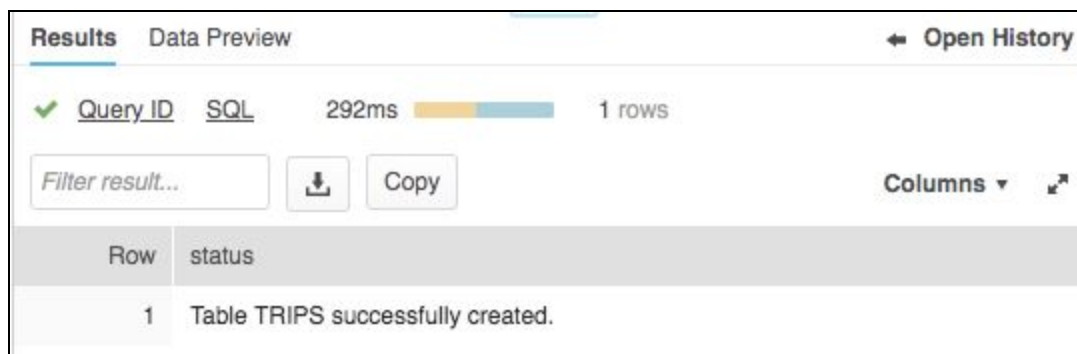 Results Data Preview Open History
Query ID SQL 292ms 1 rows
Filter result... Copy Columns
Row status
1 Table TRIPS successfully created.